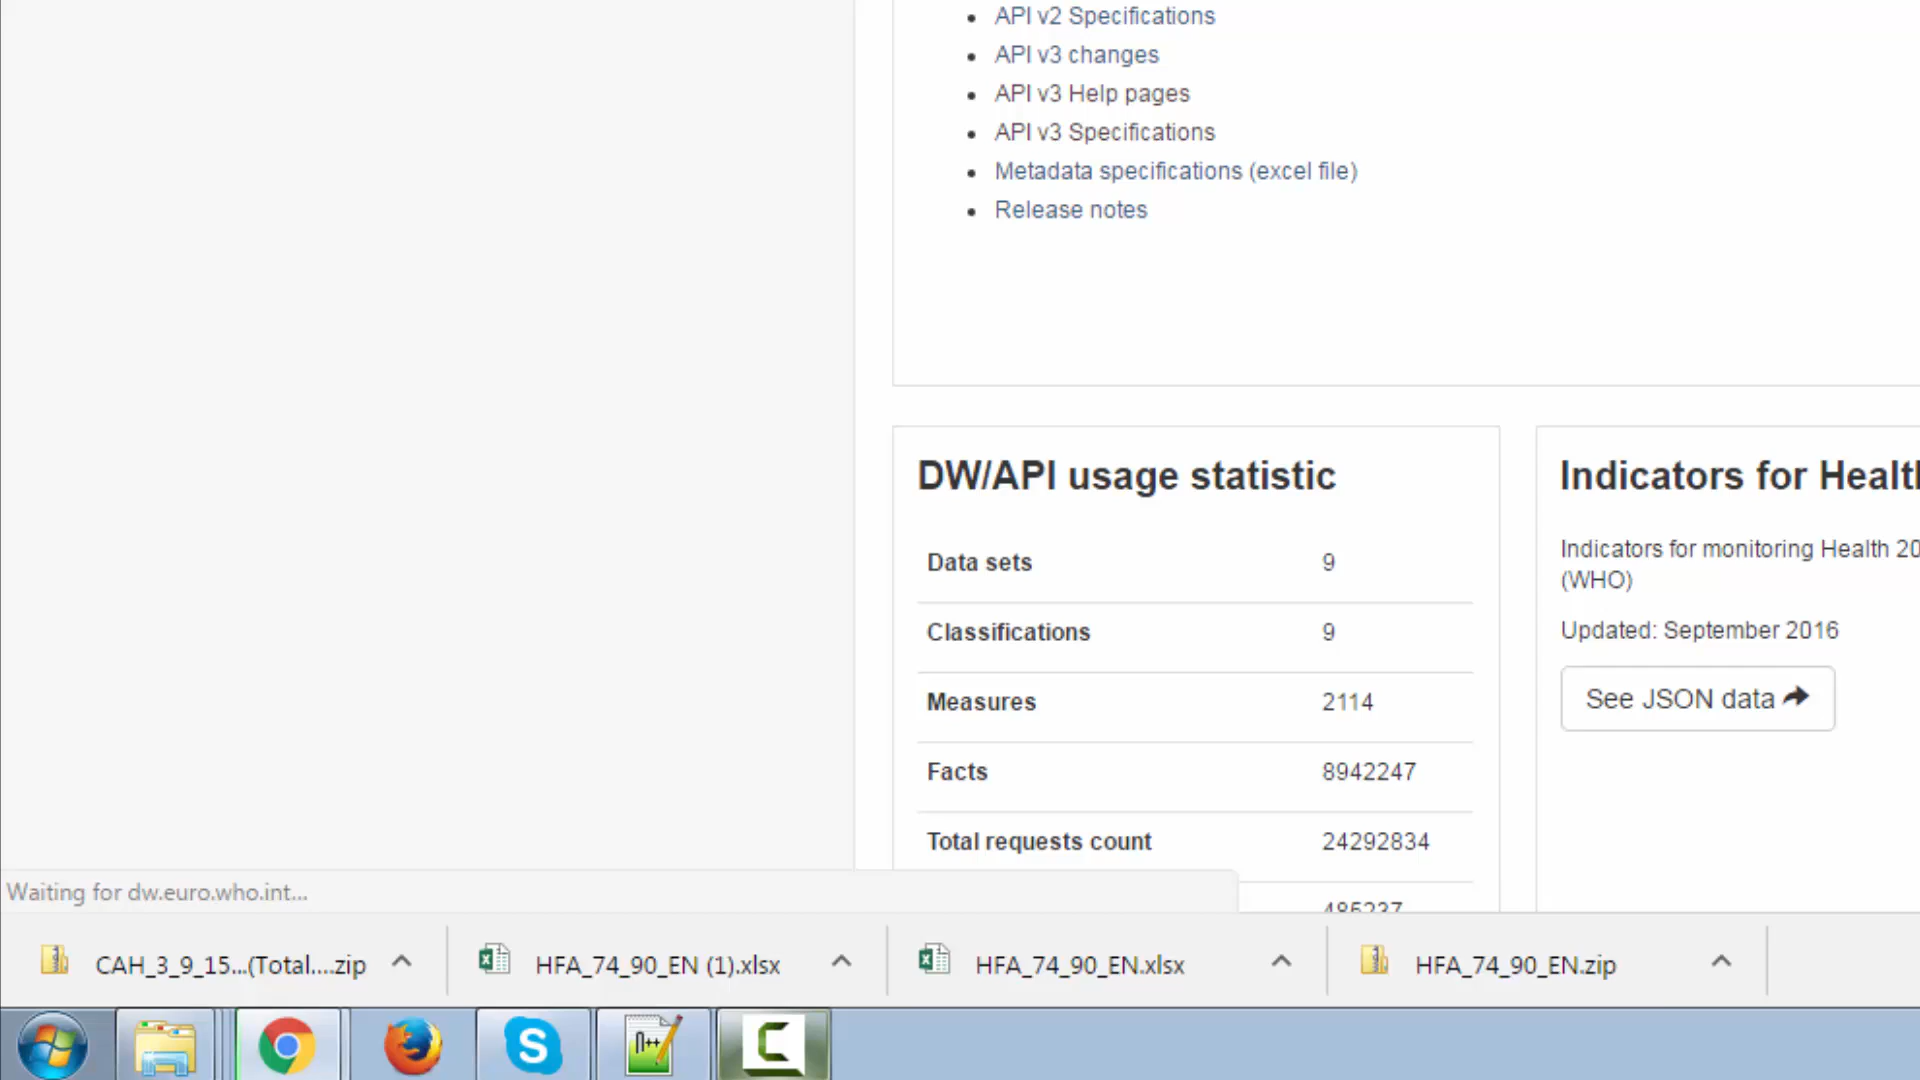 API v2 Specifications
API v3 changes
API v3 Help pages
API v3 Specifications
Metadata specifications (excel file)
Release notes
DW/API usage statistic
Data sets 9
Classifications 9
Measures 2114
Facts 8942247
Total requests count 24292834
485237
Indicators for Healt
Indicators for monitoring Health 20
(WHO)
Updated: September 2016
See JSON data
Waiting for dw.euro.who.int...
CAH_3_9_15...(Total....zip
HFA_74_90_EN (1).xlsx
HFA_74_90_EN.xlsx
HFA_74_90_EN.zip